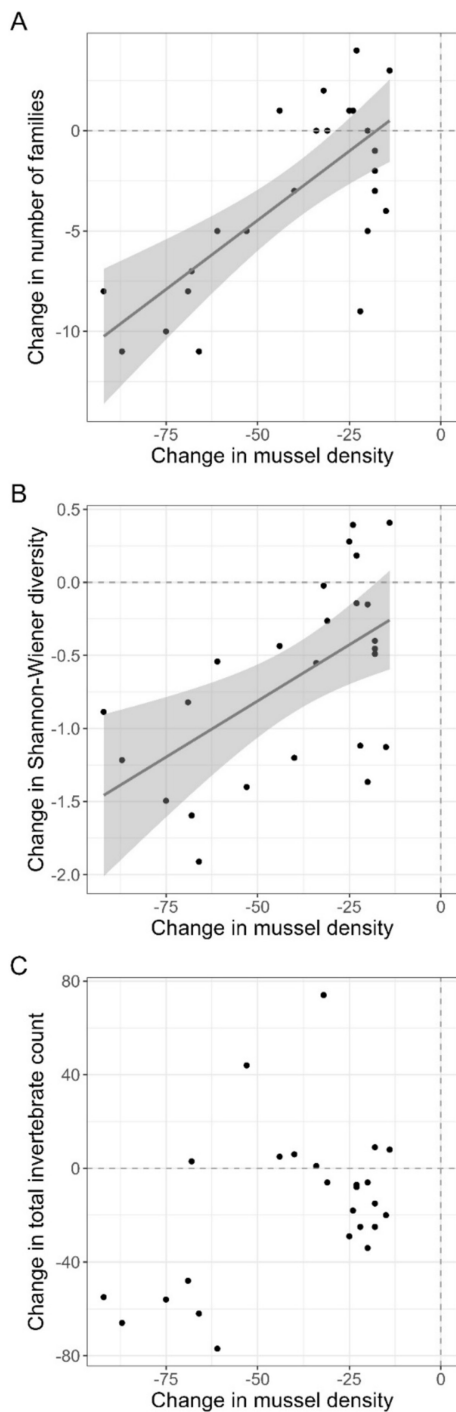 A
Change in number of families
0
-5
-10
-75
-50
-25
0
Change in mussel density
B
Change in Shannon-Wiener diversity
0.5
0.0
-0.5
-1.0
-1.5
-2.0
-75
-50
-25
0
Change in mussel density
C
Change in total invertebrate count
80
40
0
-40
-80
-75
-50
-25
0
Change in mussel density